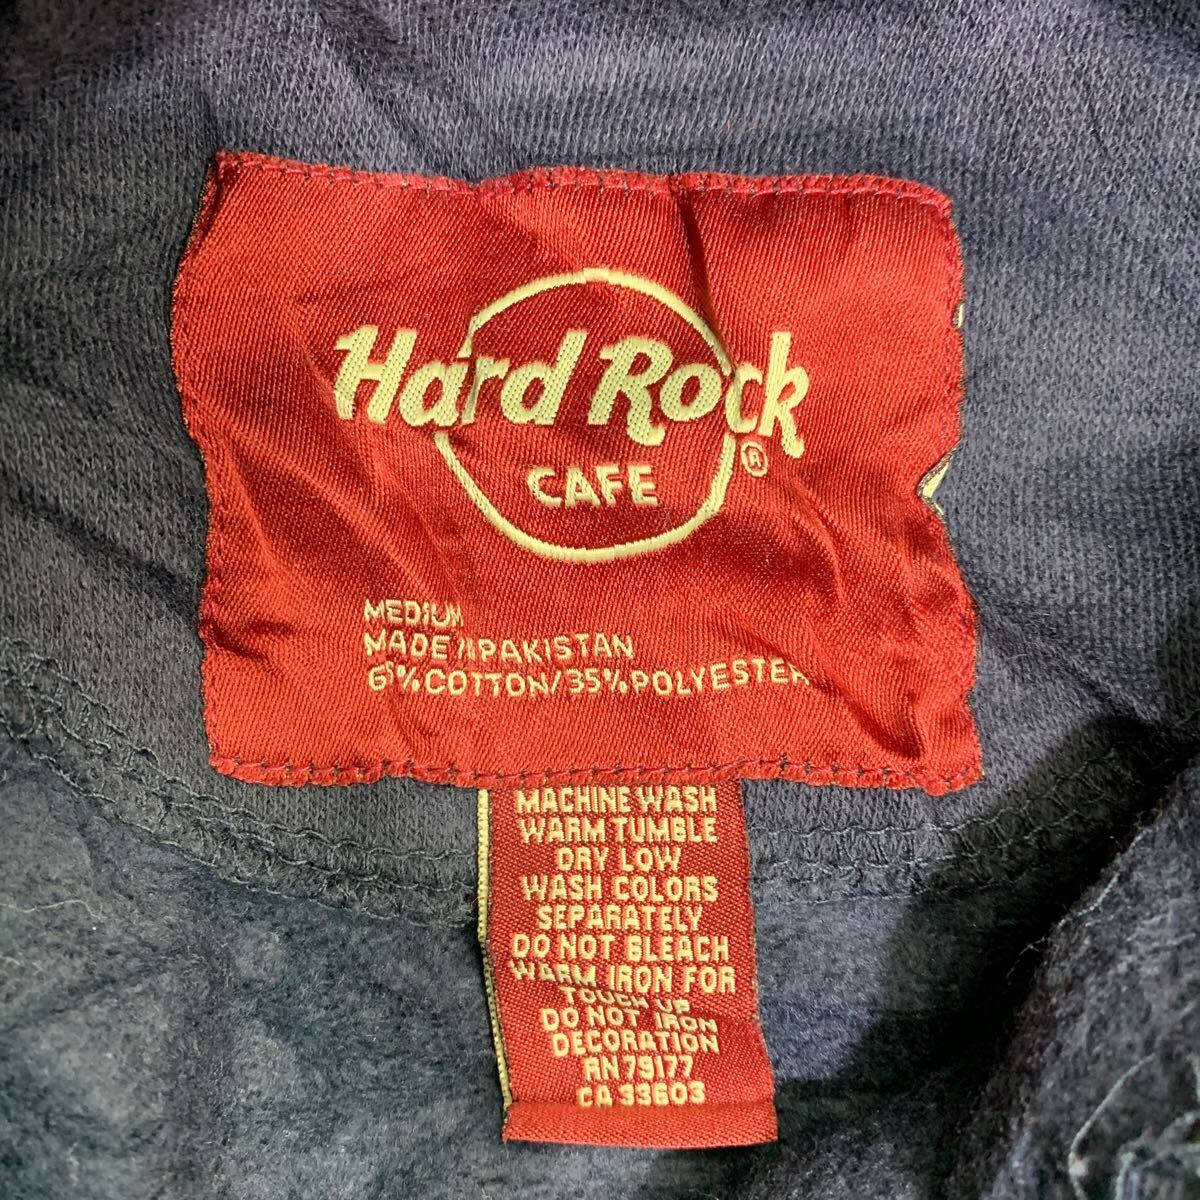 Hard Rock
CAFE
®
MEDIUM
MADE IN PAKISTAN
65%COTTON/35%POLYESTER
MACHINE WASH
WARM TUMBLE
DRY LOW
WASH COLORS
SEPARATELY
DO NOT BLEACH
WARM IRON FOR
TOUCH UP
DO NOT IRON
DECORATION
RN 79177
CA 33603